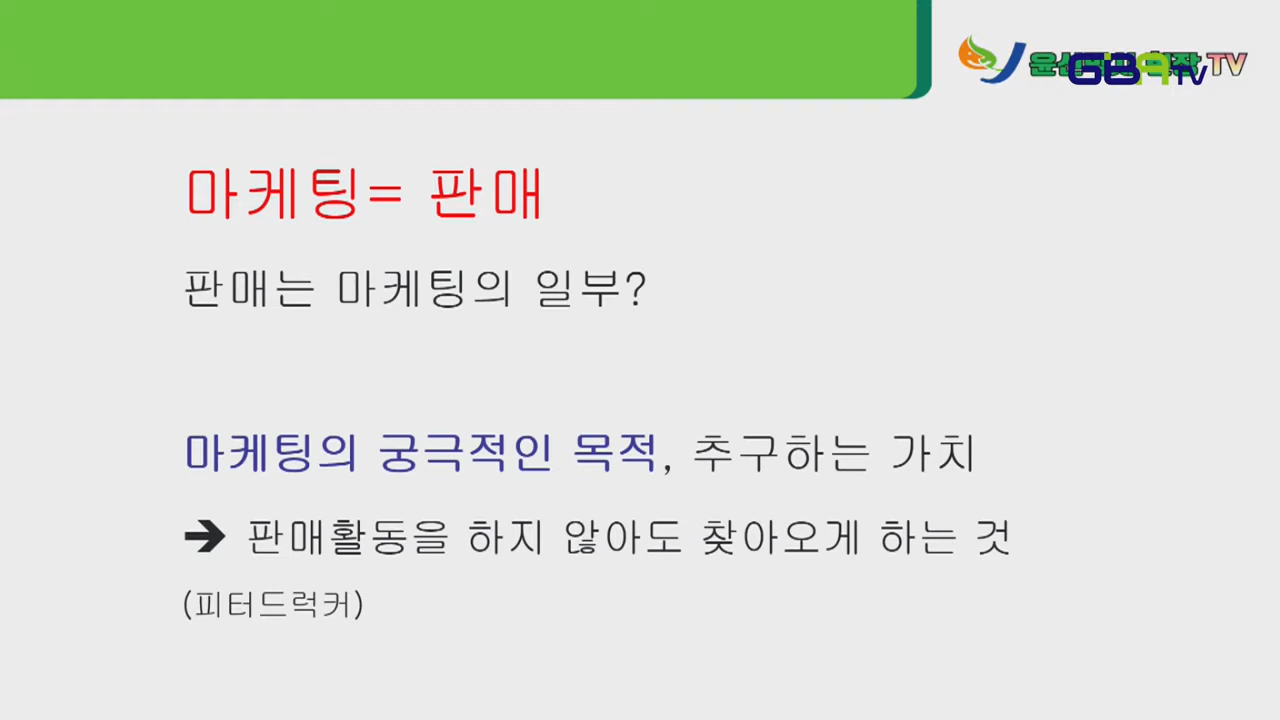 GBATV
마케팅= 판매
판매는 마케팅의 일부?
마케팅의 궁극적인 목적, 추구하는 가치
➔ 판매활동을 하지 않아도 찾아오게 하는 것
(피터드럭커)